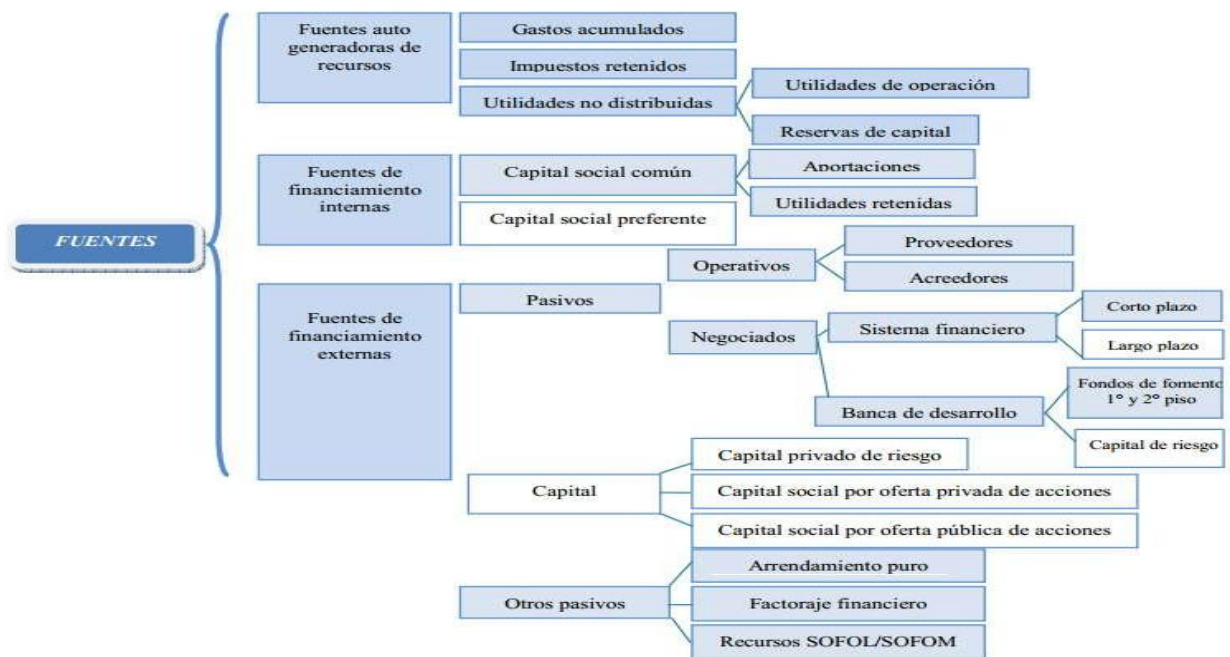 FUENTES
Fuentes auto
generadoras de
recursos
Gastos acumulados
Impuestos retenidos
Utilidades no distribuidas
Utilidades de operación
Reservas de capital
Fuentes de
financiamiento
internas
Capital social común
Aportaciones
Utilidades retenidas
Capital social preferente
Fuentes de
financiamiento
externas
Pasivos
Operativos
Proveedores
Acreedores
Negociados
Sistema financiero
Corto plazo
Largo plazo
Banca de desarrollo
Fondos de fomento
1° y 2° piso
Capital de riesgo
Capital
Capital privado de riesgo
Capital social por oferta privada de acciones
Capital social por oferta pública de acciones
Otros pasivos
Arrendamiento puro
Factoraje financiero
Recursos SOFOL/SOFOM